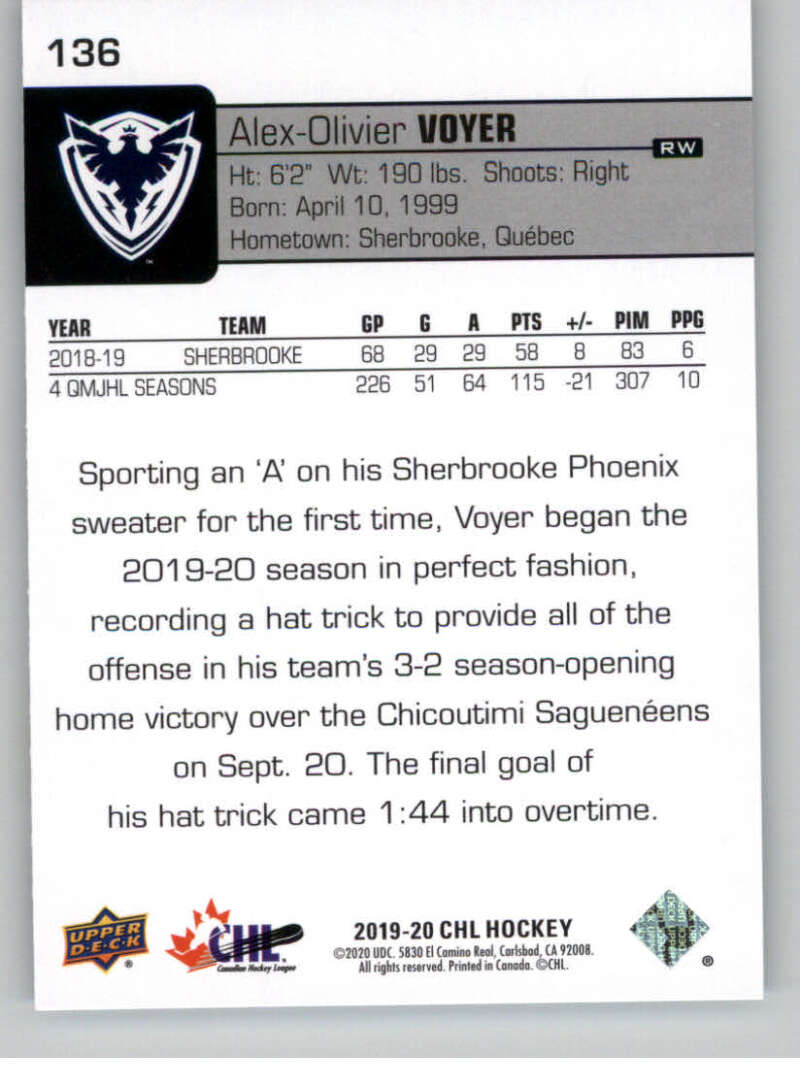 136
Alex-Olivier VOYER
RW
Ht: 6'2" Wt: 190 lbs. Shoots: Right
Born: April 10, 1999
Hometown: Sherbrooke, Québec
YEAR TEAM GP G A PTS +/- PIM PPG
2018-19 SHERBROOKE 68 29 29 58 8 83 6
4 QMJHL SEASONS 226 51 64 115 -21 307 10
Sporting an 'A' on his Sherbrooke Phoenix
sweater for the first time, Voyer began the
2019-20 season in perfect fashion,
recording a hat trick to provide all of the
offense in his team's 3-2 season-opening
home victory over the Chicoutimi Saguenéens
on Sept. 20. The final goal of
his hat trick came 1:44 into overtime.
UPPER
D·E·C·K
®
CHL
Canadian Hockey League
2019-20 CHL HOCKEY
©2020 UDC. 5830 El Camino Real, Carlsbad, CA 92008.
All rights reserved. Printed in Canada. ©CHL.
®